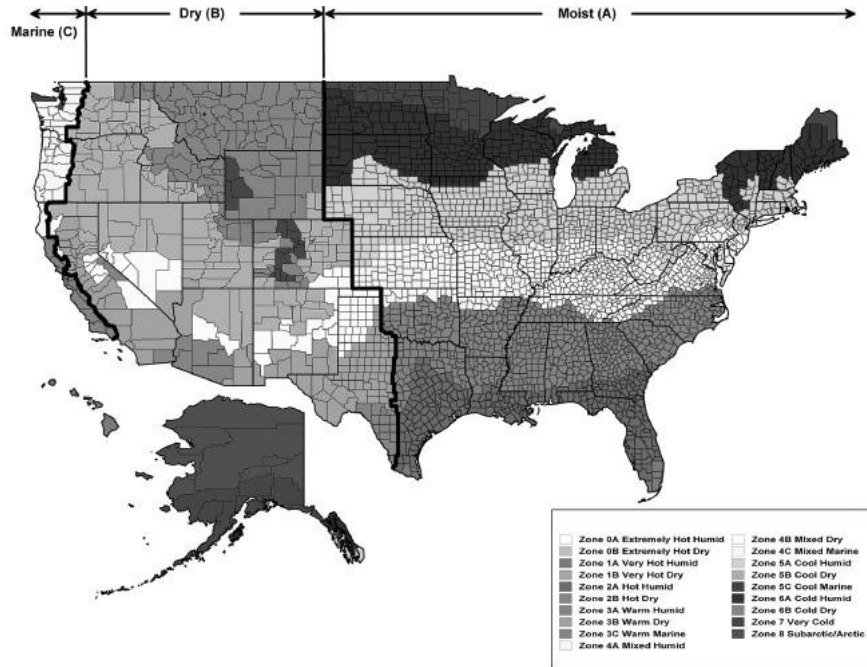 Marine (C)
Dry (B)
Moist (A)
Zone 0A Extremely Hot Humid
Zone 0B Extremely Hot Dry
Zone 1A Very Hot Humid
Zone 1B Very Hot Dry
Zone 2A Hot Humid
Zone 2B Hot Dry
Zone 3A Warm Humid
Zone 3B Warm Dry
Zone 3C Warm Marine
Zone 4A Mixed Humid
Zone 4B Mixed Dry
Zone 4C Mixed Marine
Zone 5A Cool Humid
Zone 5B Cool Dry
Zone 5C Cool Marine
Zone 6A Cold Humid
Zone 6B Cold Dry
Zone 7 Very Cold
Zone 8 Subarctic/Arctic